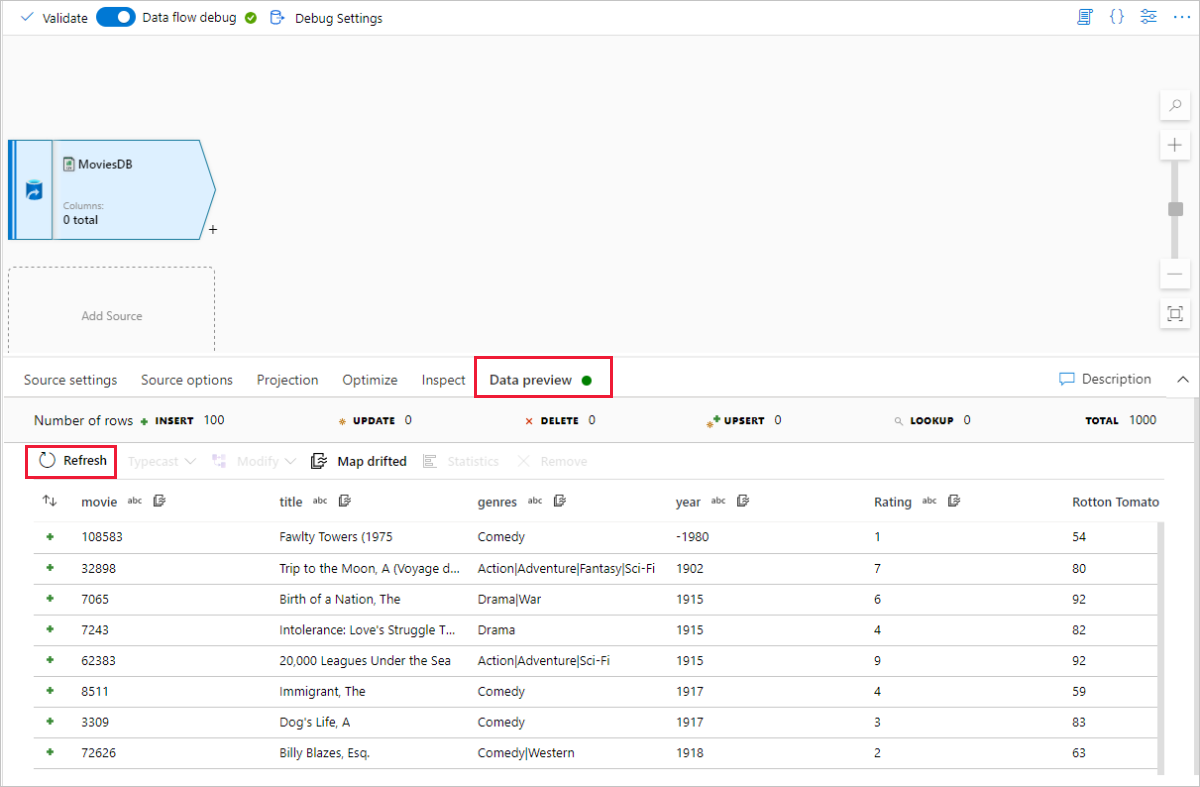 Validate Data flow debug Debug Settings
MoviesDB
Columns:
0 total
+
Add Source
Source settings Source options Projection Optimize Inspect Data preview Description
Number of rows + INSERT 100 UPDATE 0 DELETE 0 UPSERT 0 LOOKUP 0 TOTAL 1000
Refresh Typecast Modify Map drifted Statistics Remove
movie abc title abc genres abc year abc Rating abc Rotton Tomato
108583 Fawlty Towers (1975 Comedy -1980 1 54
32898 Trip to the Moon, A (Voyage d... Action|Adventure|Fantasy|Sci-Fi 1902 7 80
7065 Birth of a Nation, The Drama|War 1915 6 92
7243 Intolerance: Love's Struggle T... Drama 1915 4 82
62383 20,000 Leagues Under the Sea Action|Adventure|Sci-Fi 1915 9 92
8511 Immigrant, The Comedy 1917 4 59
3309 Dog's Life, A Comedy 1917 3 83
72626 Billy Blazes, Esq. Comedy|Western 1918 2 63